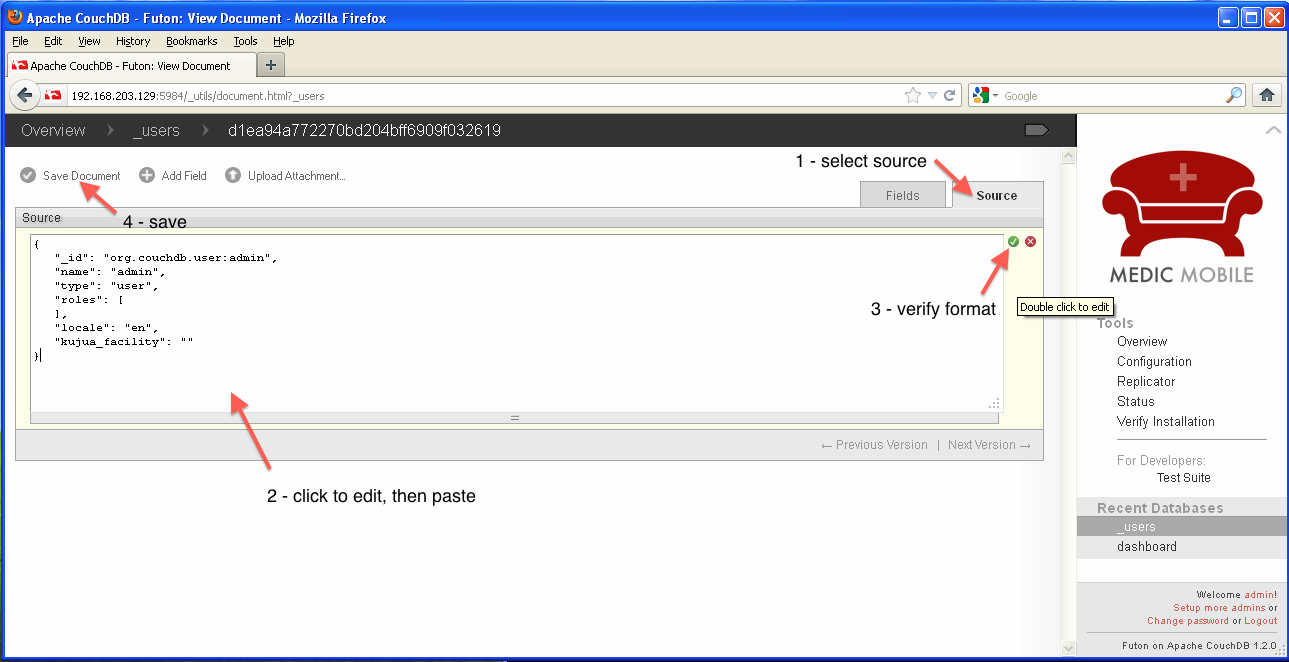 Apache CouchDB - Futon: View Document - Mozilla Firefox
File Edit View History Bookmarks Tools Help
Apache CouchDB - Futon: View Document
192.168.203.129:5984/_utils/document.html?_users
Google
Overview _users d1ea94a772270bd204bff6909f032619
1 - select source
Save Document Add Field Upload Attachment...
Fields Source
4 - save
Source
{
"_id": "org.couchdb.user:admin",
"name": "admin",
"type": "user",
"roles": [
],
"locale": "en",
"kujua_facility": ""
}
3 - verify format
Double click to edit
← Previous Version | Next Version →
2 - click to edit, then paste
MEDIC MOBILE
Tools
Overview
Configuration
Replicator
Status
Verify Installation
For Developers:
Test Suite
Recent Databases
_users
dashboard
Welcome admin!
Setup more admins or
Change password or Logout
Futon on Apache CouchDB 1.2.0